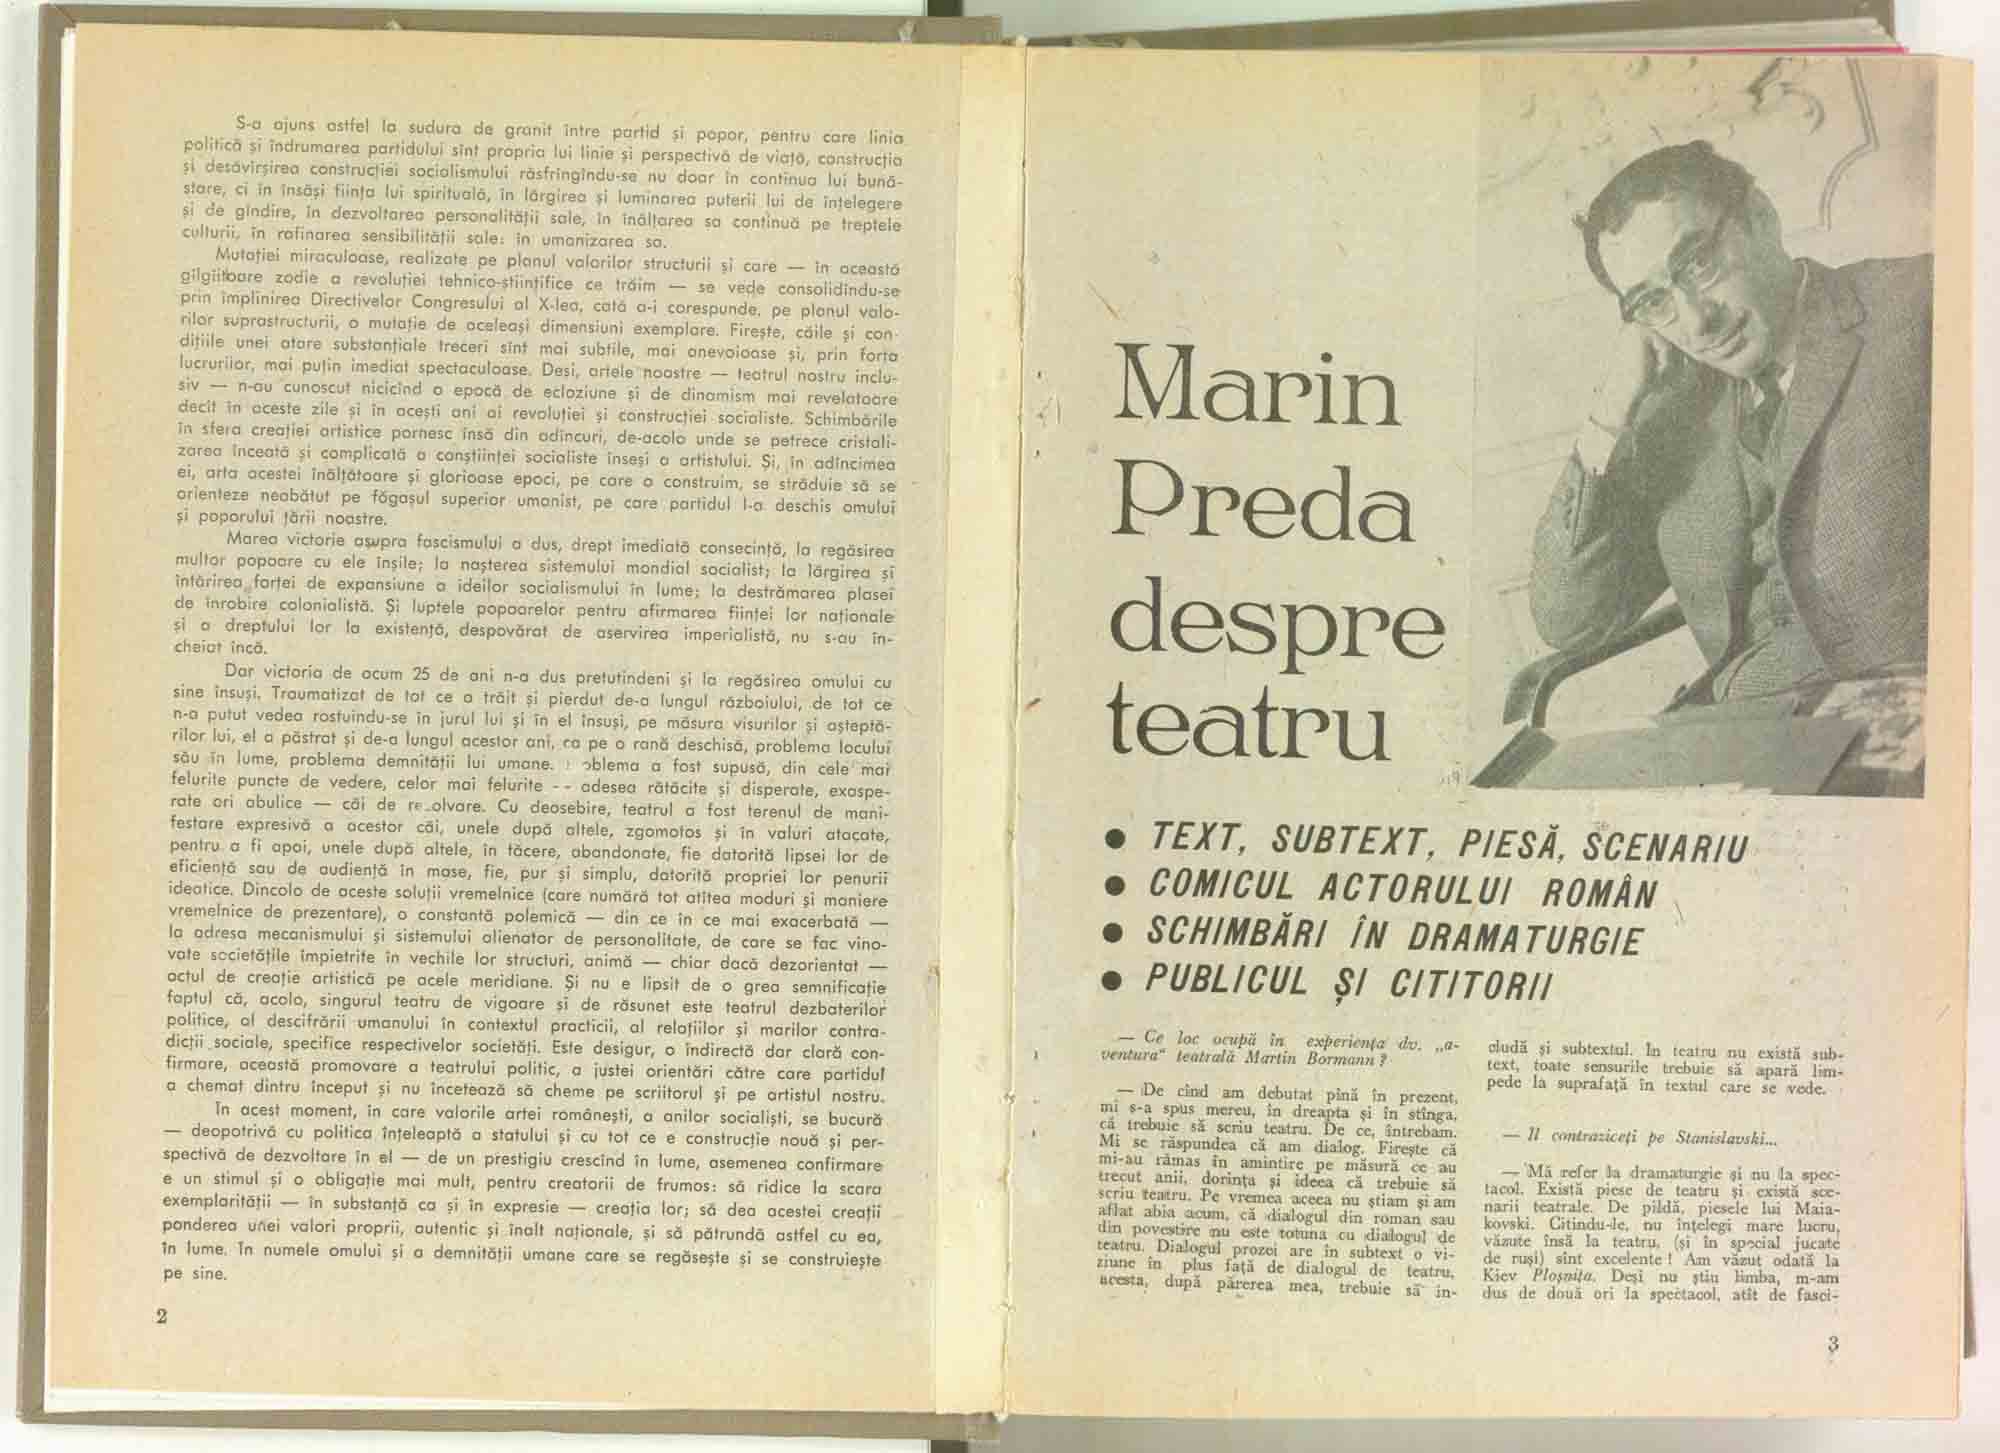 S-a ajuns astfel la sudura de granit între partid și popor, pentru care linia
politică și îndrumarea partidului sînt propria lui linie și perspectivă de viață, construcția
și desăvîrșirea construcției socialismului răsfrîngîndu-se nu doar în continua lui bună-
stare, ci în însăși ființa lui spirituală, în lărgirea și luminarea puterii lui de înțelegere
și de gîndire, în dezvoltarea personalității sale, în înălțarea sa continuă pe treptele
culturii, în rafinarea sensibilității sale: în umanizarea sa.
Mutației miraculoase, realizate pe planul valorilor structurii și care — în această
gîlgîitoare zodie a revoluției tehnico-științifice ce trăim — se vede consolidîndu-se
prin împlinirea Directivelor Congresului al X-lea, cată a-i corespunde, pe planul valo-
rilor suprastructurii, o mutație de aceleași dimensiuni exemplare. Firește, căile și con-
dițiile unei atare substanțiale treceri sînt mai subtile, mai anevoioase și, prin forța
lucrurilor, mai puțin imediat spectaculoase. Deși, artele noastre — teatrul nostru inclu-
siv — n-au cunoscut nicicînd o epocă de ecloziune și de dinamism mai revelatoare
decît în aceste zile și în acești ani ai revoluției și construcției socialiste. Schimbările
în sfera creației artistice pornesc însă din adîncuri, de-acolo unde se petrece cristali-
zarea înceată și complicată a conștiinței socialiste înseși a artistului. Și, în adîncimea
ei, arta acestei înălțătoare și glorioase epoci, pe care o construim, se străduie să se
orienteze neabătut pe făgașul superior umanist, pe care partidul l-a deschis omului
și poporului țării noastre.
Marea victorie asupra fascismului a dus, drept imediată consecință, la regăsirea
multor popoare cu ele însile; la nașterea sistemului mondial socialist; la lărgirea și
întărirea forței de expansiune a ideilor socialismului în lume; la destrămarea plasei
de înrobire colonialistă. Și luptele popoarelor pentru afirmarea ființei lor naționale
și a dreptului lor la existență, despovărat de aservirea imperialistă, nu s-au în-
cheiat încă.
Dar victoria de acum 25 de ani n-a dus pretutindeni și la regăsirea omului cu
sine însuși. Traumatizat de tot ce a trăit și pierdut de-a lungul războiului, de tot ce
n-a putut vedea rostuindu-se în jurul lui și în el însuși, pe măsura visurilor și așteptă-
rilor lui, el a păstrat și de-a lungul acestor ani, ca pe o rană deschisă, problema locului
său în lume, problema demnității lui umane. oblema a fost supusă, din cele mai
felurite puncte de vedere, celor mai felurite -- adesea rătăcite și disperate, exaspe-
rate ori abulice — căi de re olvare. Cu deosebire, teatrul a fost terenul de mani-
festare expresivă a acestor căi, unele după altele, zgomotos și în valuri atacate,
pentru a fi apoi, unele după altele, în tăcere, abandonate, fie datorită lipsei lor de
eficiență sau de audiență în mase, fie, pur și simplu, datorită propriei lor penurii
ideatice. Dincolo de aceste soluții vremelnice (care numără tot atîtea moduri și maniere
vremelnice de prezentare), o constantă polemică — din ce în ce mai exacerbată —
la adresa mecanismului și sistemului alienator de personalitate, de care se fac vino-
vate societățile împietrite în vechile lor structuri, animă — chiar dacă dezorientat —
actul de creație artistică pe acele meridiane. Și nu e lipsit de o grea semnificație
faptul că, acolo, singurul teatru de vigoare și de răsunet este teatrul dezbaterilor
politice, al descifrării umanului în contextul practicii, al relațiilor și marilor contra-
dicții sociale, specifice respectivelor societăți. Este desigur, o indirectă dar clară con-
firmare, această promovare a teatrului politic, a justei orientări către care partidul
a chemat dintru început și nu încetează să cheme pe scriitorul și pe artistul nostru.
În acest moment, în care valorile artei românești, a anilor socialiști, se bucură
— deopotrivă cu politica înțeleaptă a statului și cu tot ce e construcție nouă și per-
spectivă de dezvoltare în el — de un prestigiu crescînd în lume, asemenea confirmare
e un stimul și o obligație mai mult, pentru creatorii de frumos: să ridice la scara
exemplarității — în substanță ca și în expresie — creația lor; să dea acestei creații
ponderea unei valori proprii, autentic și înalt naționale, și să pătrundă astfel cu ea,
în lume. În numele omului și a demnității umane care se regăsește și se construiește
pe sine.
2
Marin
Preda
despre
teatru
● TEXT, SUBTEXT, PIESĂ, SCENARIU
● COMICUL ACTORULUI ROMÂN
● SCHIMBĂRI ÎN DRAMATURGIE
● PUBLICUL ȘI CITITORII
— Ce loc ocupă în experiența dv. „a-
ventura" teatrală Martin Bormann?
— De cînd am debutat pînă în prezent,
mi s-a spus mereu, în dreapta și în stînga,
că trebuie să scriu teatru. De ce, întrebam.
Mi se răspundea că am dialog. Firește că
mi-au rămas în amintire pe măsură ce au
trecut anii, dorința și ideea că trebuie să
scriu teatru. Pe vremea aceea nu știam și am
aflat abia acum, că dialogul din roman sau
din povestire nu este totuna cu dialogul de
teatru. Dialogul prozei are în subtext o vi-
ziune în plus față de dialogul de teatru,
acesta, după părerea mea, trebuie să in-
cludă și subtextul. In teatru nu există sub-
text, toate sensurile trebuie să apară lim-
pede la suprafață în textul care se vede.
— Il contraziceți pe Stanislavski...
— Mă refer la dramaturgie și nu la spec-
tacol. Există piese de teatru și există sce-
narii teatrale. De pildă, piesele lui Maia-
kovski. Citindu-le, nu înțelegi mare lucru,
văzute însă la teatru, (și în special jucate
de ruși) sînt excelente! Am văzut odată la
Kiev Ploșnița. Deși nu știu limba, m-am
dus de două ori la spectacol, atît de fasci-
3